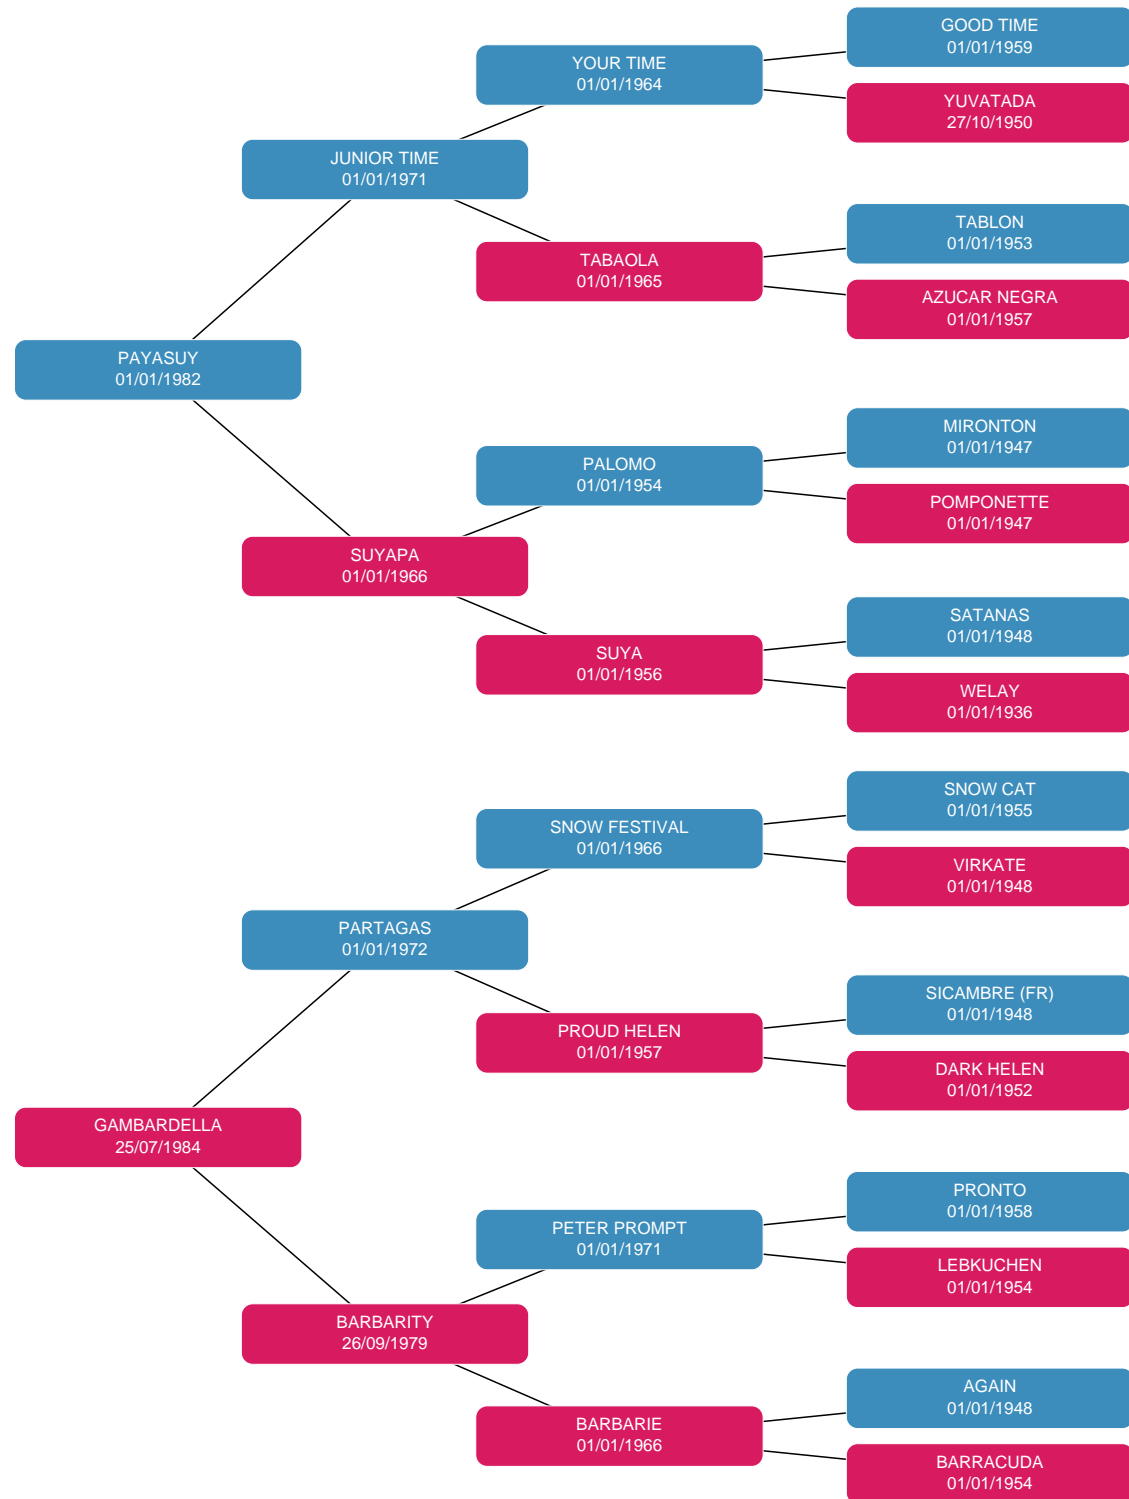 GOOD TIME
01/01/1959
YOUR TIME
01/01/1964
YUVATADA
27/10/1950
JUNIOR TIME
01/01/1971
TABLON
01/01/1953
TABAOLA
01/01/1965
AZUCAR NEGRA
01/01/1957
PAYASUY
01/01/1982
MIRONTON
01/01/1947
PALOMO
01/01/1954
POMPONETTE
01/01/1947
SUYAPA
01/01/1966
SATANAS
01/01/1948
SUYA
01/01/1956
WELAY
01/01/1936
SNOW CAT
01/01/1955
SNOW FESTIVAL
01/01/1966
VIRKATE
01/01/1948
PARTAGAS
01/01/1972
SICAMBRE (FR)
01/01/1948
PROUD HELEN
01/01/1957
DARK HELEN
01/01/1952
GAMBARDELLA
25/07/1984
PRONTO
01/01/1958
PETER PROMPT
01/01/1971
LEBKUCHEN
01/01/1954
BARBARITY
26/09/1979
AGAIN
01/01/1948
BARBARIE
01/01/1966
BARRACUDA
01/01/1954